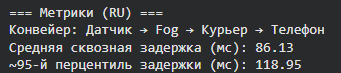 === Метрики (RU) ===
Конвейер: Датчик → Fog → Курьер → Телефон
Средняя сквозная задержка (мс): 86.13
~95-й перцентиль задержки (мс): 118.95